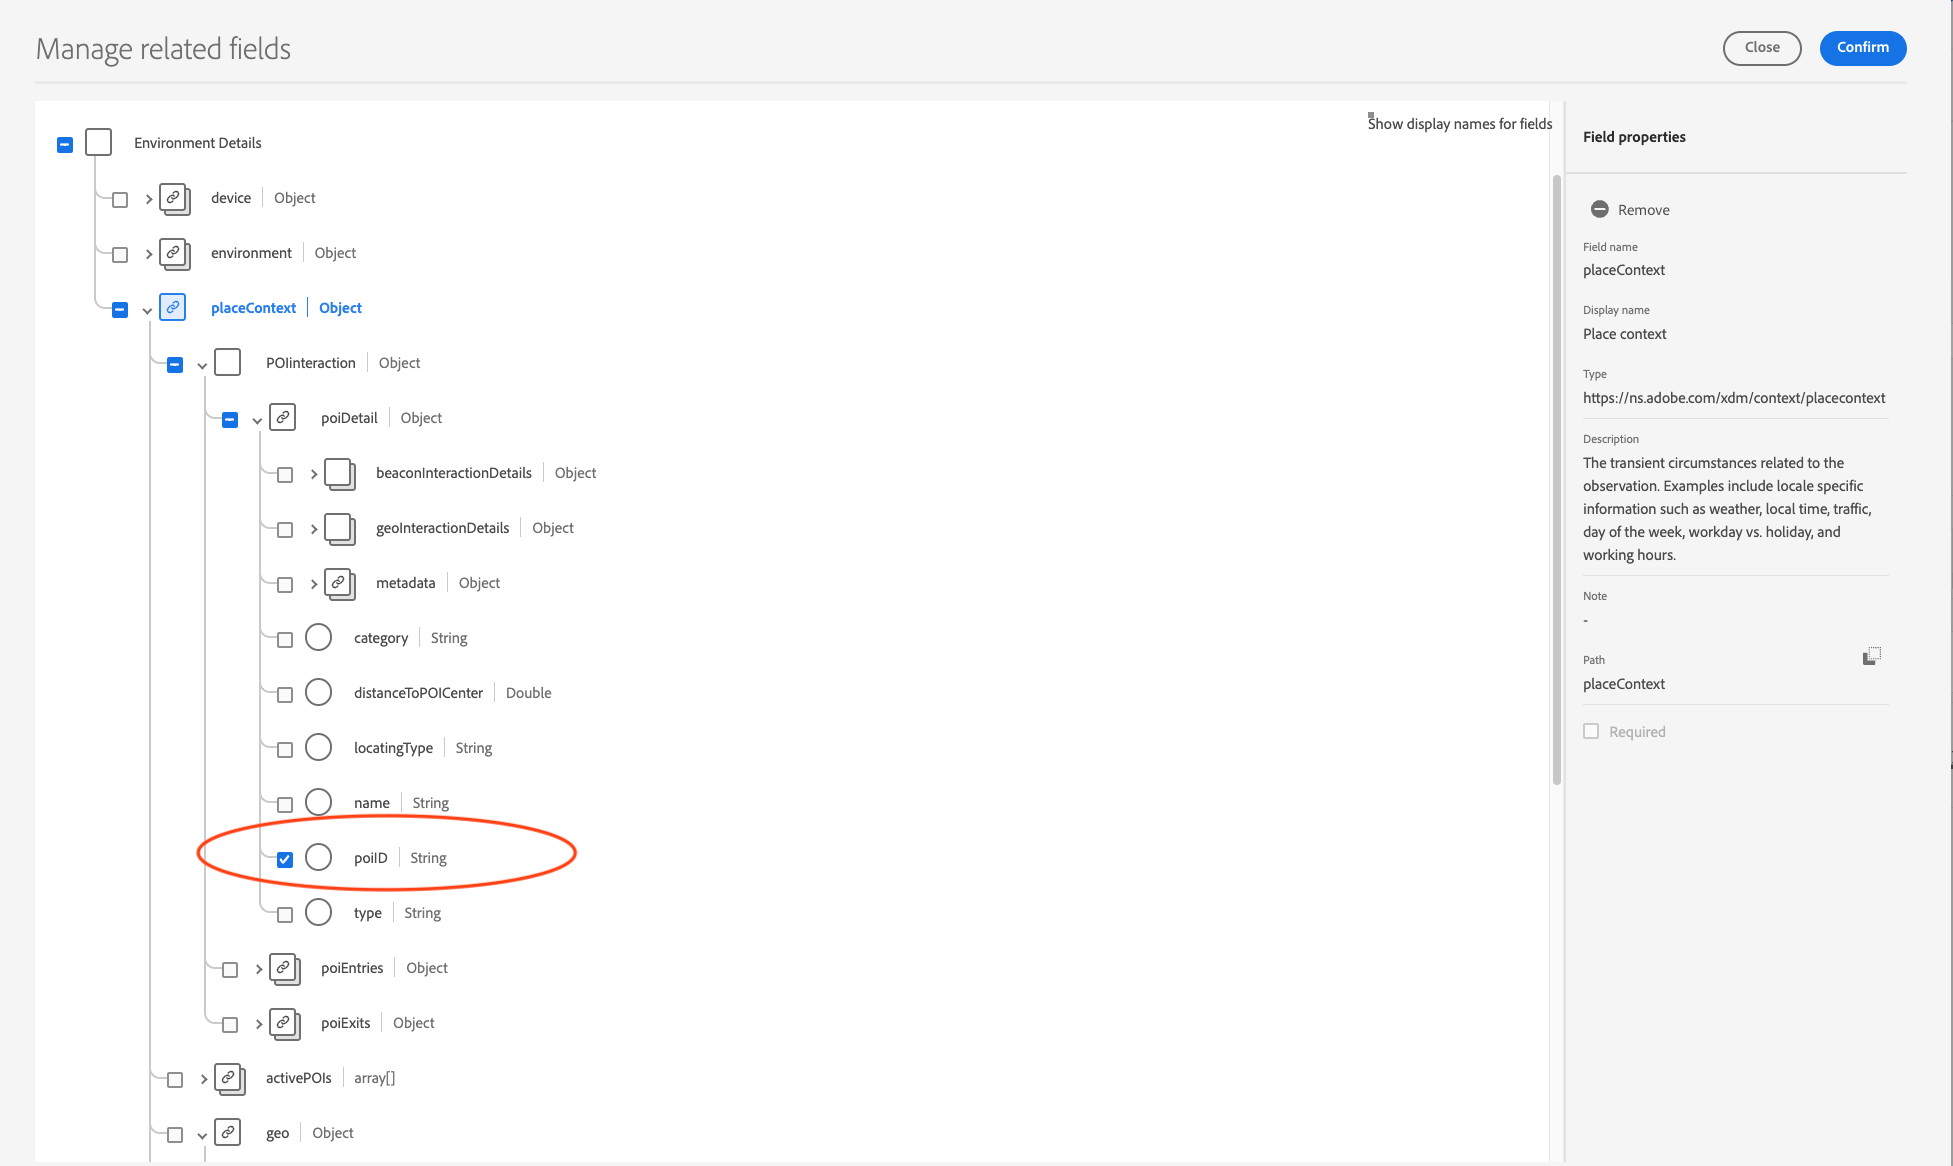 Manage related fields
Close
Confirm
Show display names for fields
Environment Details
device Object
environment Object
placeContext Object
POIinteraction Object
poiDetail Object
beaconInteractionDetails Object
geoInteractionDetails Object
metadata Object
category String
distanceToPOICenter Double
locatingType String
name String
poiID String
type String
poiEntries Object
poiExits Object
activePOIs array[]
geo Object
Field properties
Remove
Field name
placeContext
Display name
Place context
Type
https://ns.adobe.com/xdm/context/placecontext
Description
The transient circumstances related to the
observation. Examples include locale specific
information such as weather, local time, traffic,
day of the week, workday vs. holiday, and
working hours.
Note
-
Path
placeContext
Required